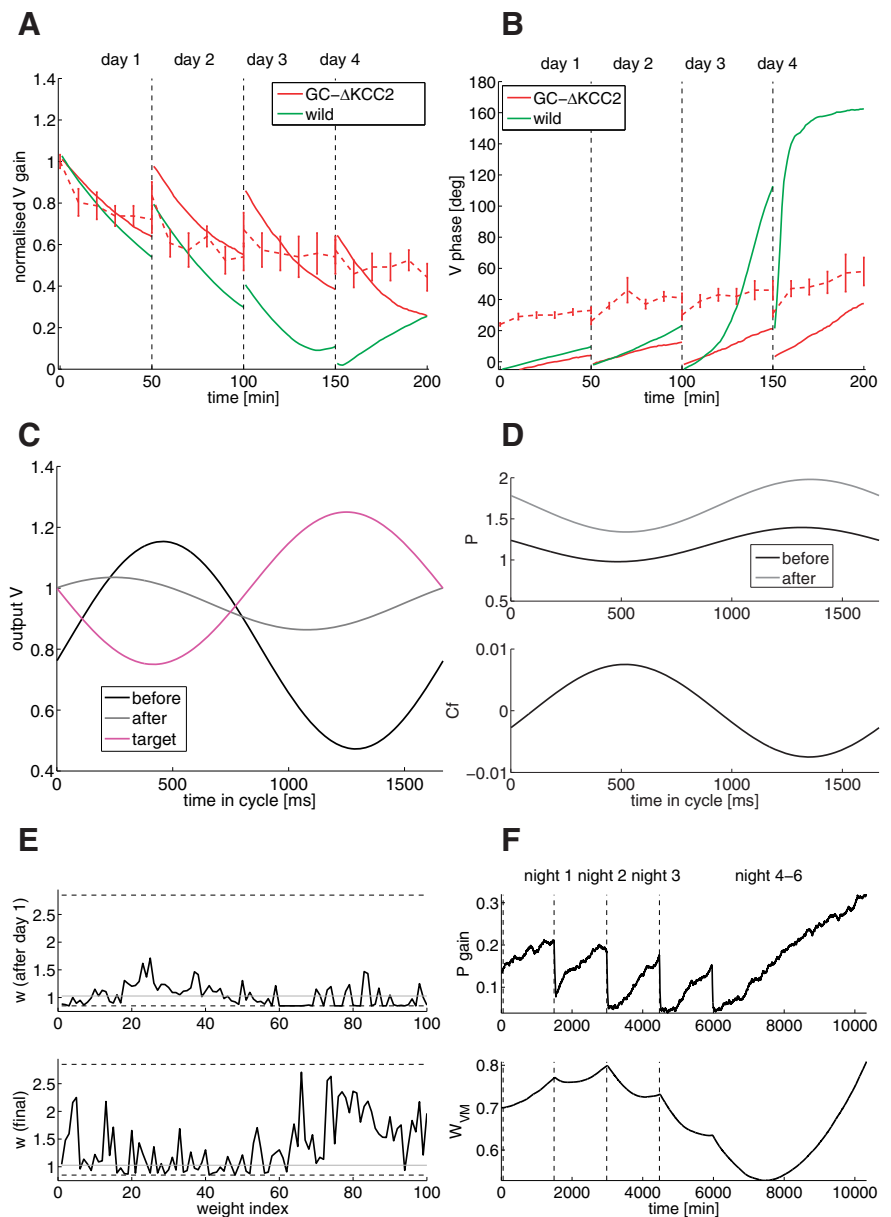 A
day 1 day 2 day 3 day 4
1.4
1.2
1
0.8
0.6
0.4
0.2
0
GC−ΔKCC2
wild
normalised V gain
0 50 100 150 200
time [min]
B
day 1 day 2 day 3 day 4
180
160
140
120
100
80
60
40
20
0
GC−ΔKCC2
wild
V phase [deg]
0 50 100 150 200
time [min]
C
1.4
1.2
1
0.8
0.6
0.4
output V
before
after
target
0 500 1000 1500
time in cycle [ms]
D
2
1.5
1
0.5
P
before
after
0 500 1000
0.01
0
−0.01
Cf
0 500 1000 1500
time in cycle [ms]
E
2.5
2
1.5
1
w (after day 1)
0 20 40 60 80 100
2.5
2
1.5
1
w (final)
0 20 40 60 80 100
weight index
F
night 1 night 2 night 3 night 4−6
0.3
0.2
0.1
P gain
0 2000 4000 6000 8000 10000
0.8
0.7
0.6
WVM
0 2000 4000 6000 8000 10000
time [min]